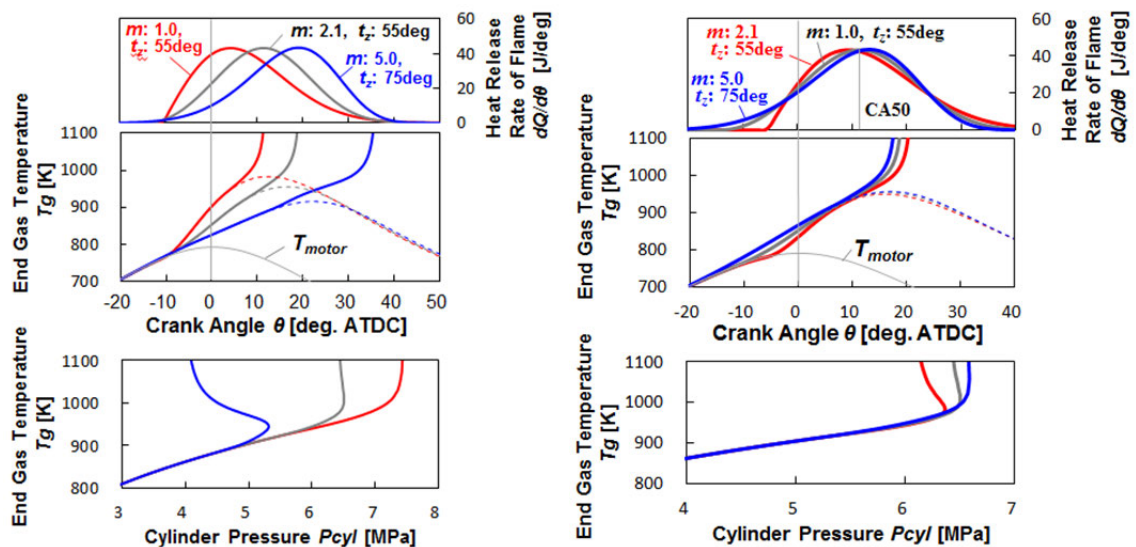 m: 1.0,
tz: 55deg
m: 2.1, tz: 55deg
m: 5.0,
tz: 75deg
60
40
20
0
Heat Release
Rate of Flame
dQ/dθ [J/deg]
End Gas Temperature
Tg [K]
1100
1000
900
800
700
Tmotor
-20 -10 0 10 20 30 40 50
Crank Angle θ [deg. ATDC]
End Gas Temperature
Tg [K]
1100
1000
900
800
3 4 5 6 7 8
Cylinder Pressure Pcyl [MPa]
m: 2.1
tz: 55deg
m: 1.0, tz: 55deg
m: 5.0
tz: 75deg
CA50
60
40
20
0
Heat Release
Rate of Flame
dQ/dθ [J/deg]
End Gas Temperature
Tg [K]
1100
1000
900
800
700
Tmotor
-20 -10 0 10 20 30 40
Crank Angle θ [deg. ATDC]
End Gas Temperature
Tg [K]
1100
1000
900
800
4 5 6 7
Cylinder Pressure Pcyl [MPa]